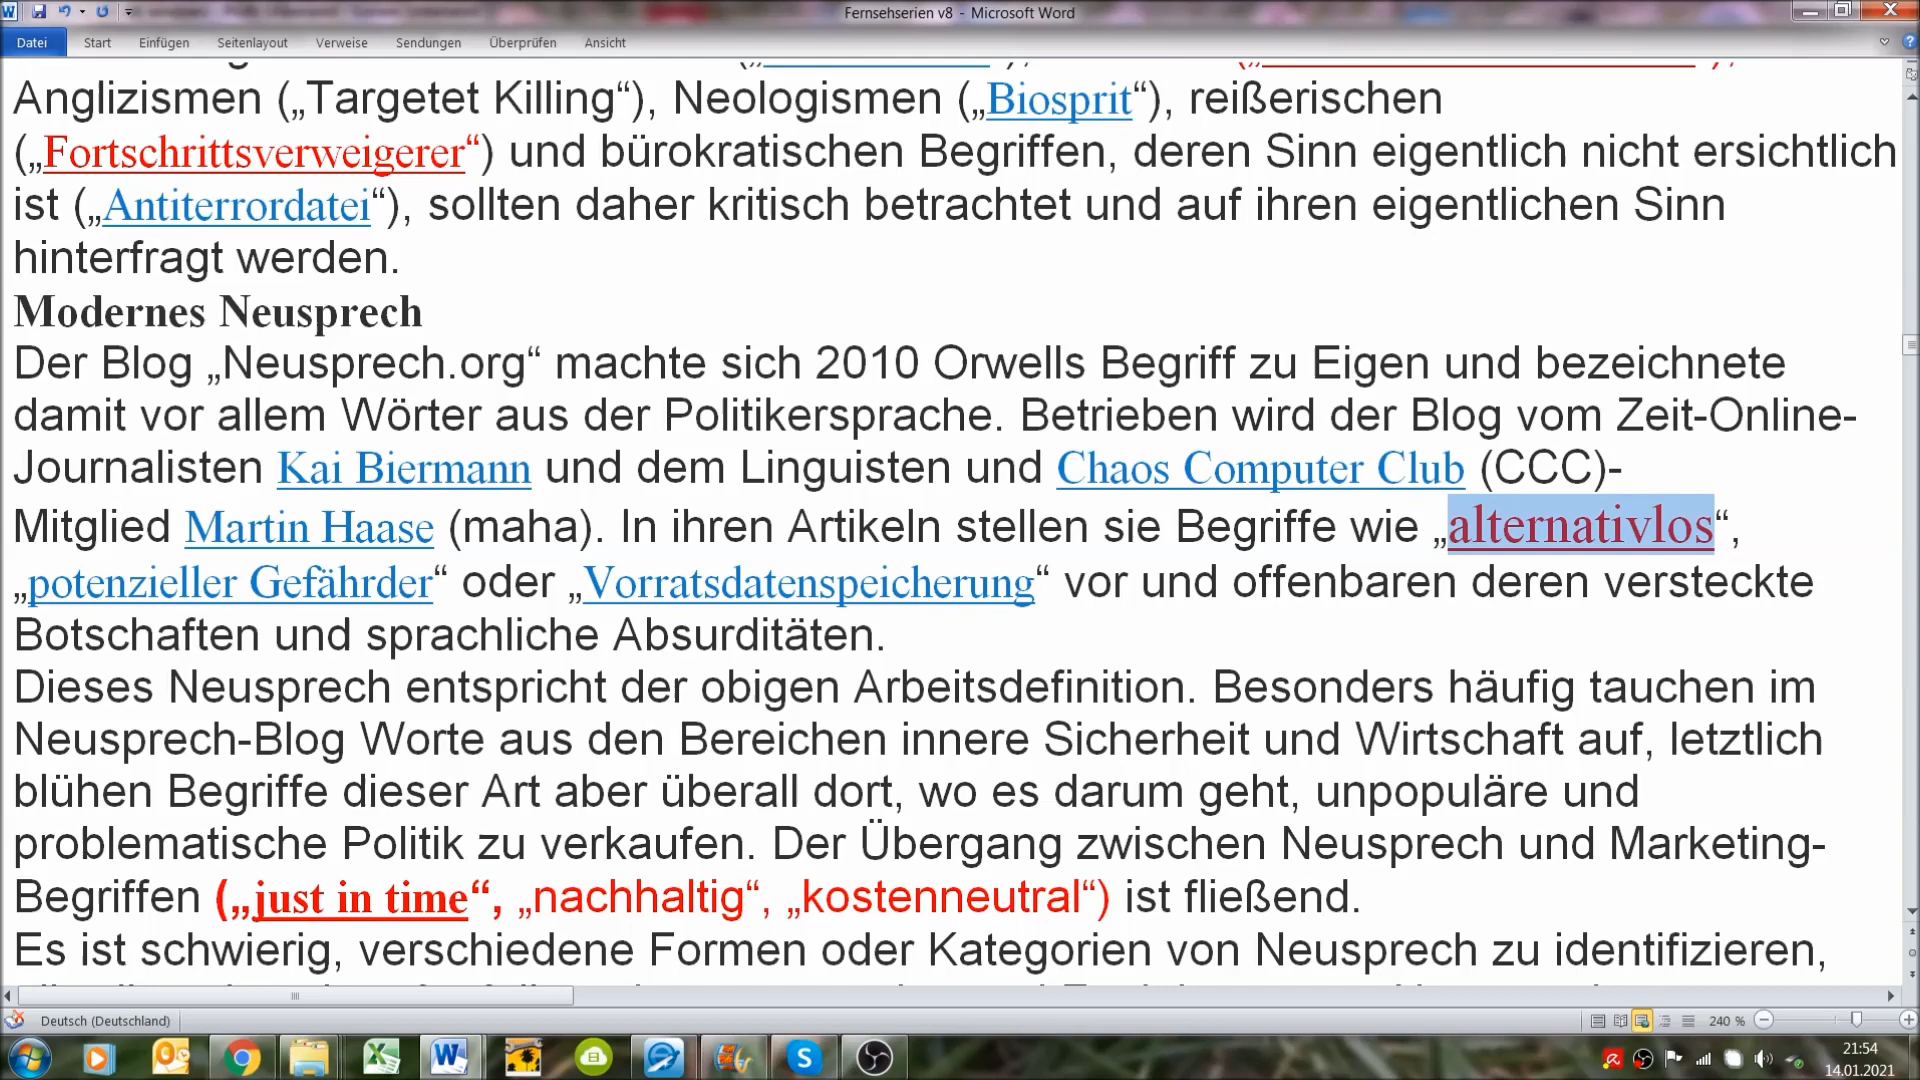 Fernsehserien v8 - Microsoft Word
Datei Start Einfügen Seitenlayout Verweise Sendungen Überprüfen Ansicht
Anglizismen („Targetet Killing“), Neologismen („Biosprit“), reißerischen
(„Fortschrittsverweigerer“) und bürokratischen Begriffen, deren Sinn eigentlich nicht ersichtlich
ist („Antiterrordatei“), sollten daher kritisch betrachtet und auf ihren eigentlichen Sinn
hinterfragt werden.
Modernes Neusprech
Der Blog „Neusprech.org“ machte sich 2010 Orwells Begriff zu Eigen und bezeichnete
damit vor allem Wörter aus der Politikersprache. Betrieben wird der Blog vom Zeit-Online-
Journalisten Kai Biermann und dem Linguisten und Chaos Computer Club (CCC)-
Mitglied Martin Haase (maha). In ihren Artikeln stellen sie Begriffe wie „alternativlos“,
„potenzieller Gefährder“ oder „Vorratsdatenspeicherung“ vor und offenbaren deren versteckte
Botschaften und sprachliche Absurditäten.
Dieses Neusprech entspricht der obigen Arbeitsdefinition. Besonders häufig tauchen im
Neusprech-Blog Worte aus den Bereichen innere Sicherheit und Wirtschaft auf, letztlich
blühen Begriffe dieser Art aber überall dort, wo es darum geht, unpopuläre und
problematische Politik zu verkaufen. Der Übergang zwischen Neusprech und Marketing-
Begriffen („just in time“, „nachhaltig“, „kostenneutral“) ist fließend.
Es ist schwierig, verschiedene Formen oder Kategorien von Neusprech zu identifizieren,
Deutsch (Deutschland) 240 %
21:54
14.01.2021